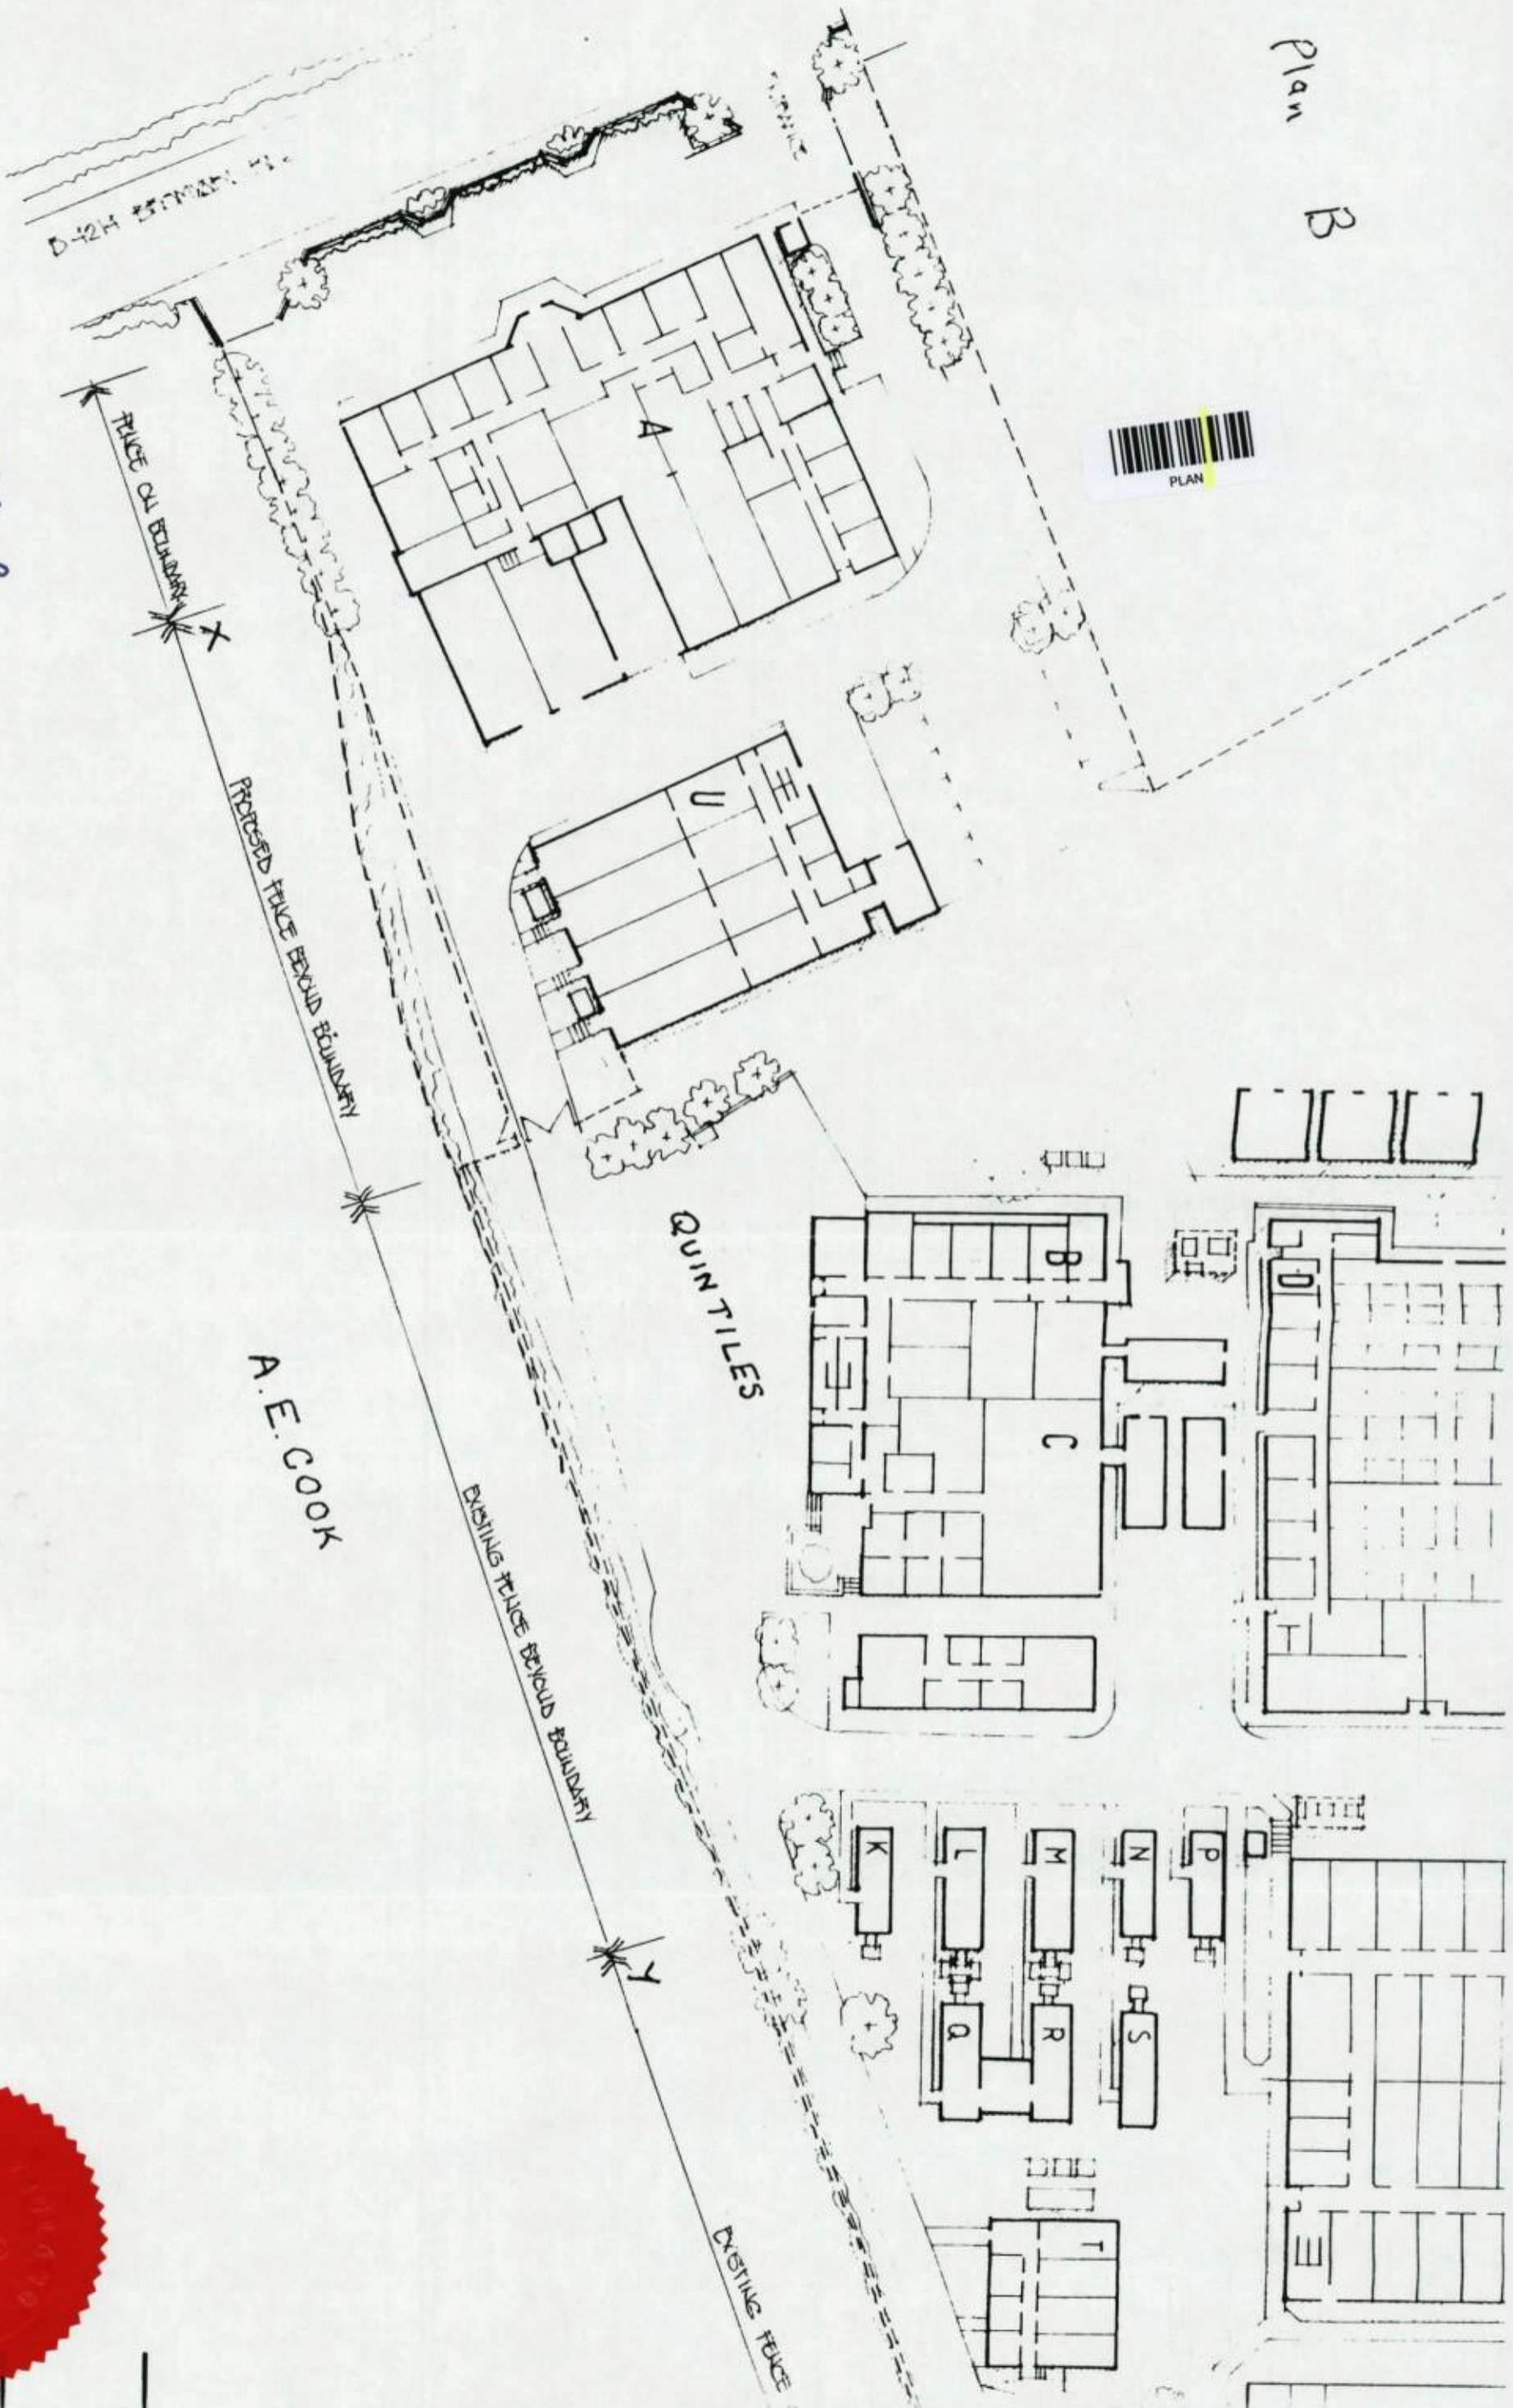 Plan B
PLAN
FENCE ON BOUNDARY
X
PROPOSED FENCE BEYOND BOUNDARY
EXISTING FENCE BEYOND BOUNDARY
Y
EXISTING FENCE
A.E. COOK
QUINTILES
A
U
B
C
D
K
L
M
N
P
Q
R
S
T